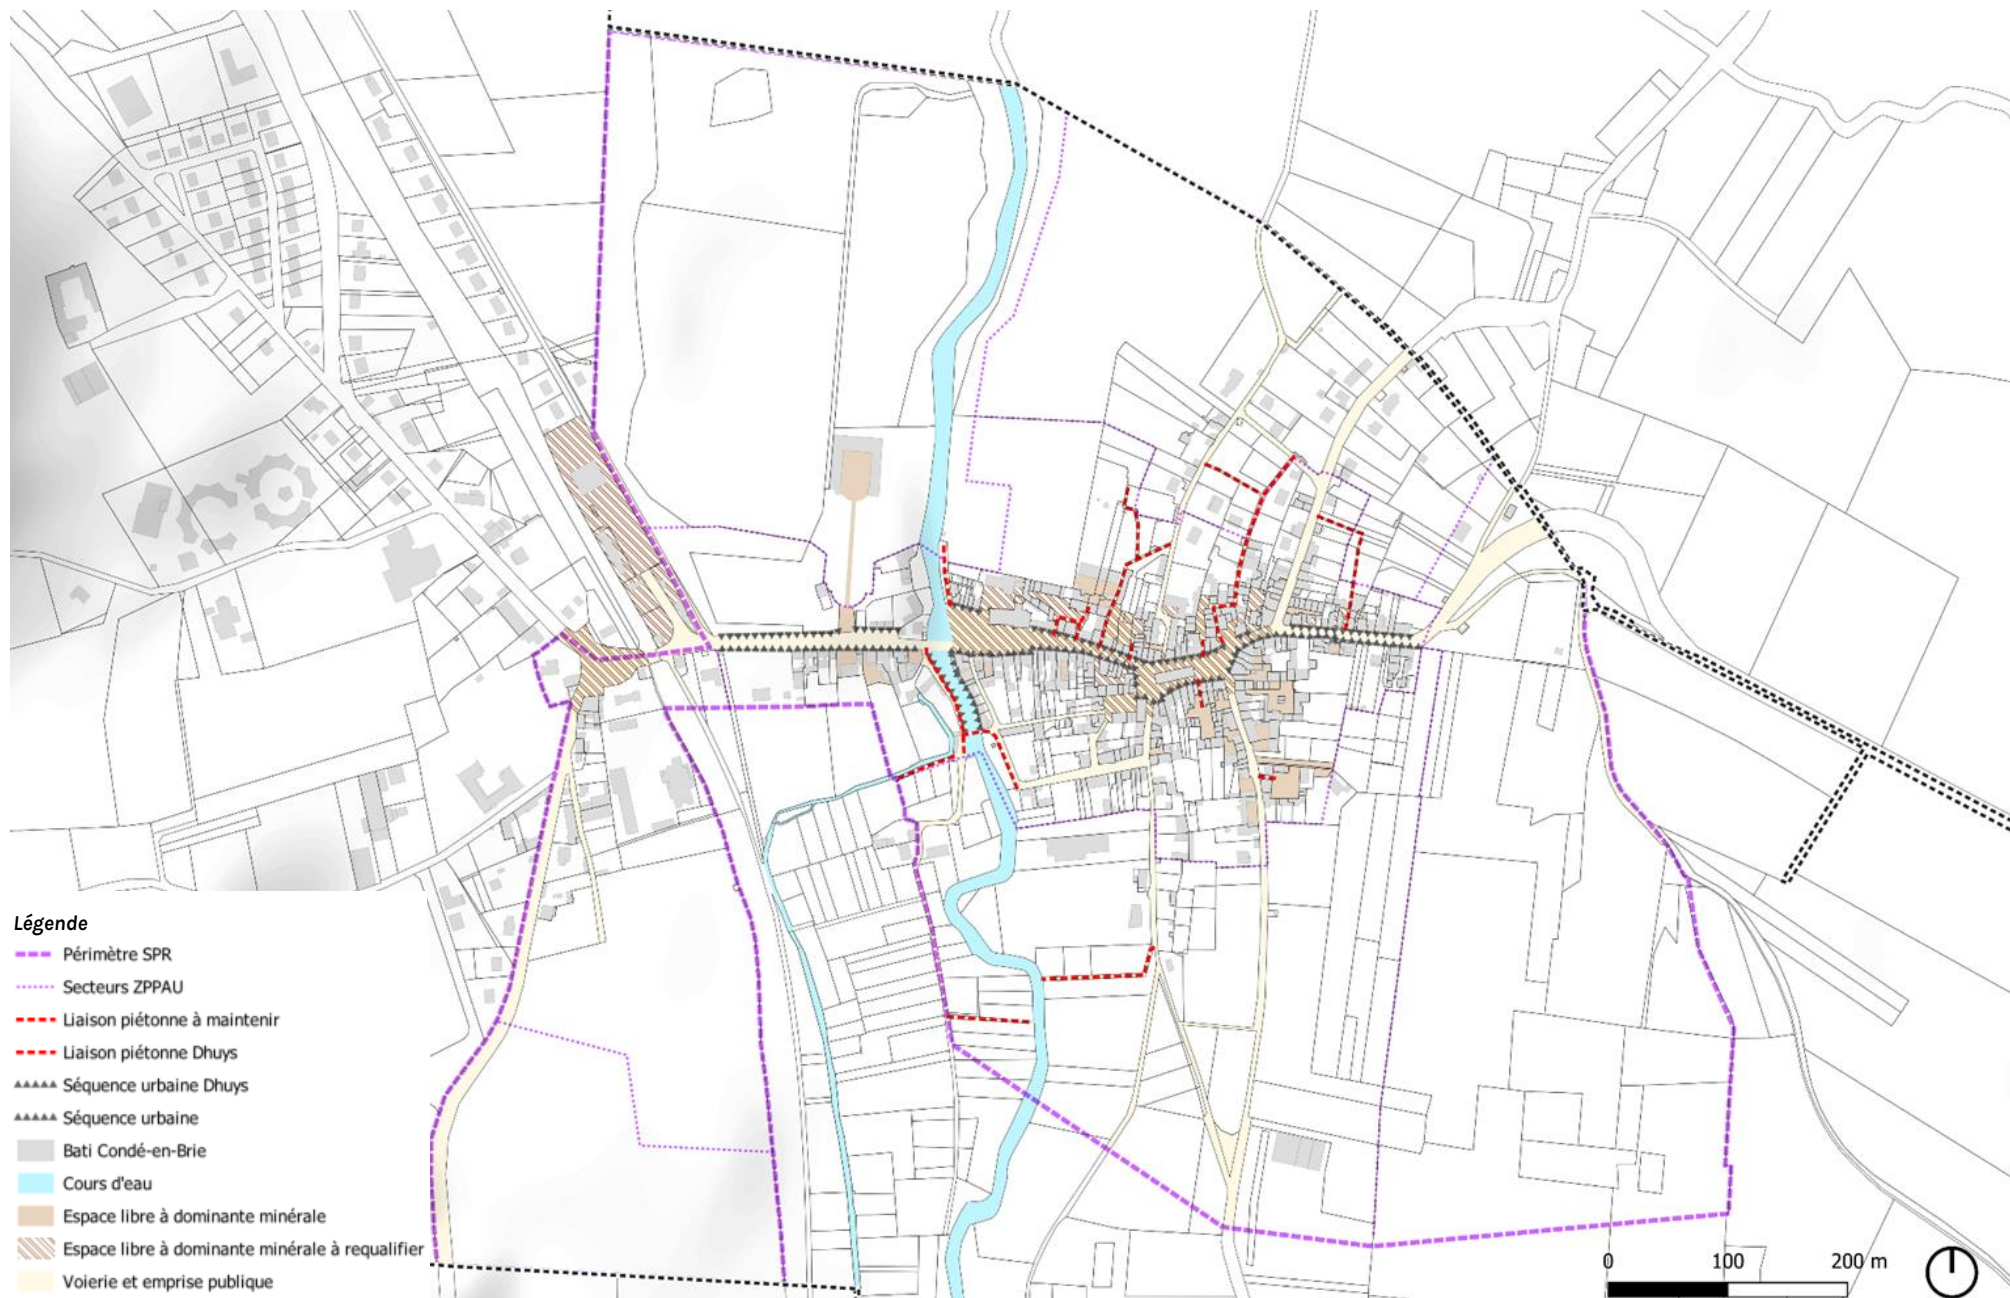 Légende
Périmètre SPR
Secteurs ZPPAU
Liaison piétonne à maintenir
Liaison piétonne Dhuys
Séquence urbaine Dhuys
Séquence urbaine
Bati Condé-en-Brie
Cours d'eau
Espace libre à dominante minérale
Espace libre à dominante minérale à requalifier
Voierie et emprise publique
0 100 200 m